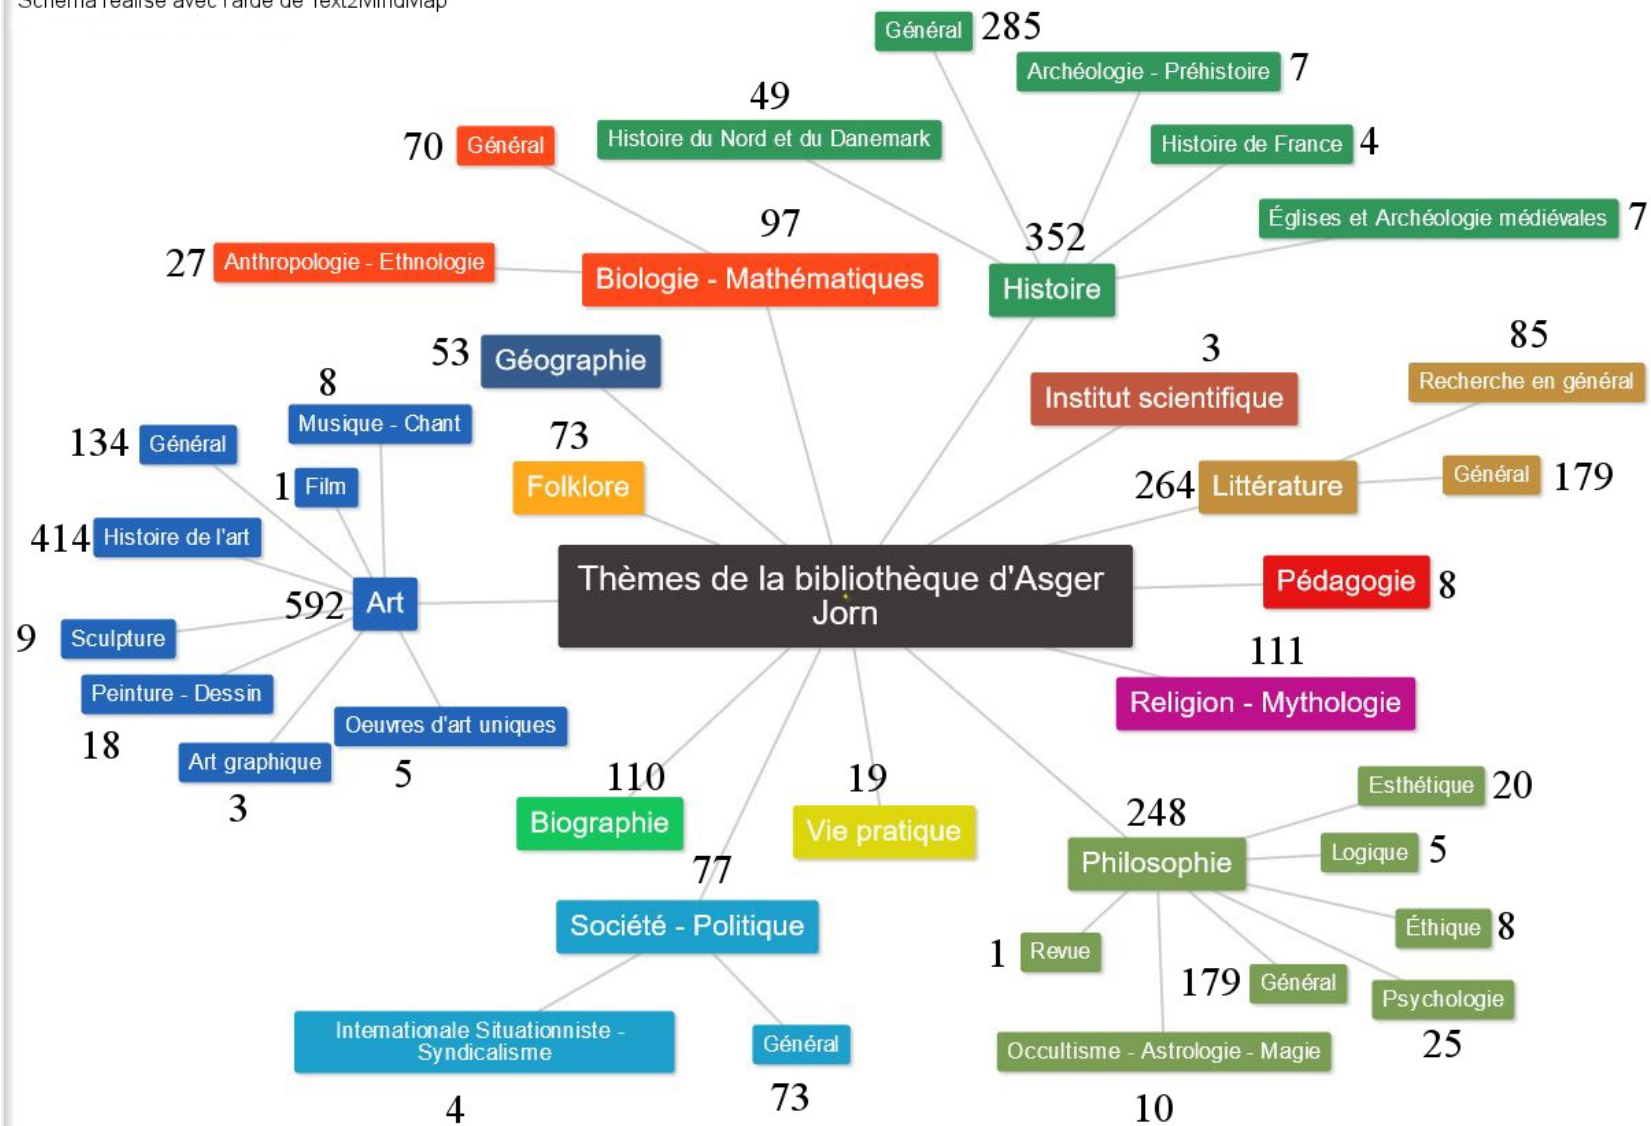 Schéma réalisé avec l'aide de Text2MindMap
Général 285
Archéologie - Préhistoire 7
49
Histoire du Nord et du Danemark
Histoire de France 4
70 Général
Églises et Archéologie médiévales 7
97
352
27 Anthropologie - Ethnologie
Biologie - Mathématiques
Histoire
53 Géographie
3
Institut scientifique
85
Recherche en général
8
Musique - Chant
134 Général
73
Folklore
1 Film
264 Littérature
Général 179
414 Histoire de l'art
592 Art
Thèmes de la bibliothèque d'Asger
Jorn
Pédagogie 8
9 Sculpture
111
Religion - Mythologie
Peinture - Dessin
18
Oeuvres d'art uniques
5
Art graphique
3
110
Biographie
19
Vie pratique
248
Philosophie
Esthétique 20
Logique 5
77
Société - Politique
Éthique 8
1 Revue
179 Général
Psychologie
25
Internationale Situationniste -
Syndicalisme
4
Général
73
Occultisme - Astrologie - Magie
10